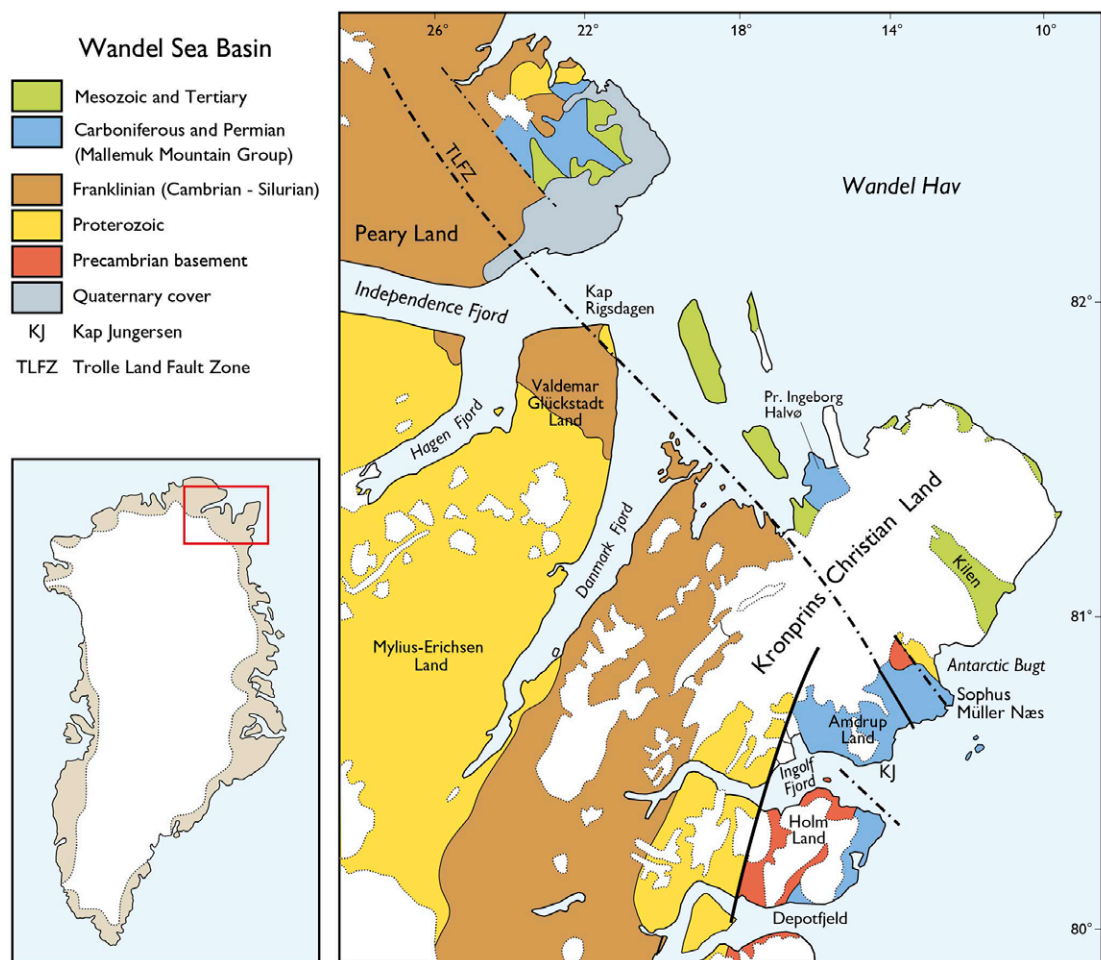 Wandel Sea Basin
Mesozoic and Tertiary
Carboniferous and Permian
(Mallemuk Mountain Group)
Franklinian (Cambrian - Silurian)
Proterozoic
Precambrian basement
Quaternary cover
KJ Kap Jungersen
TLFZ Trolle Land Fault Zone
26° 22° 18° 14° 10°
TLFZ
Wandel Hav
Peary Land
Independence Fjord
Kap
Rigsdagen
82°
Valdemar
Glückstadt
Land
Pr. Ingeborg
Halvø
Hagen Fjord
Danmark Fjord
Kronprins Christian Land
Kilen
81°
Mylius-Erichsen
Land
Antarctic Bugt
Sophus
Müller Næs
Amdrup
Land
KJ
Ingolf
Fjord
Holm
Land
Depotfjeld
80°